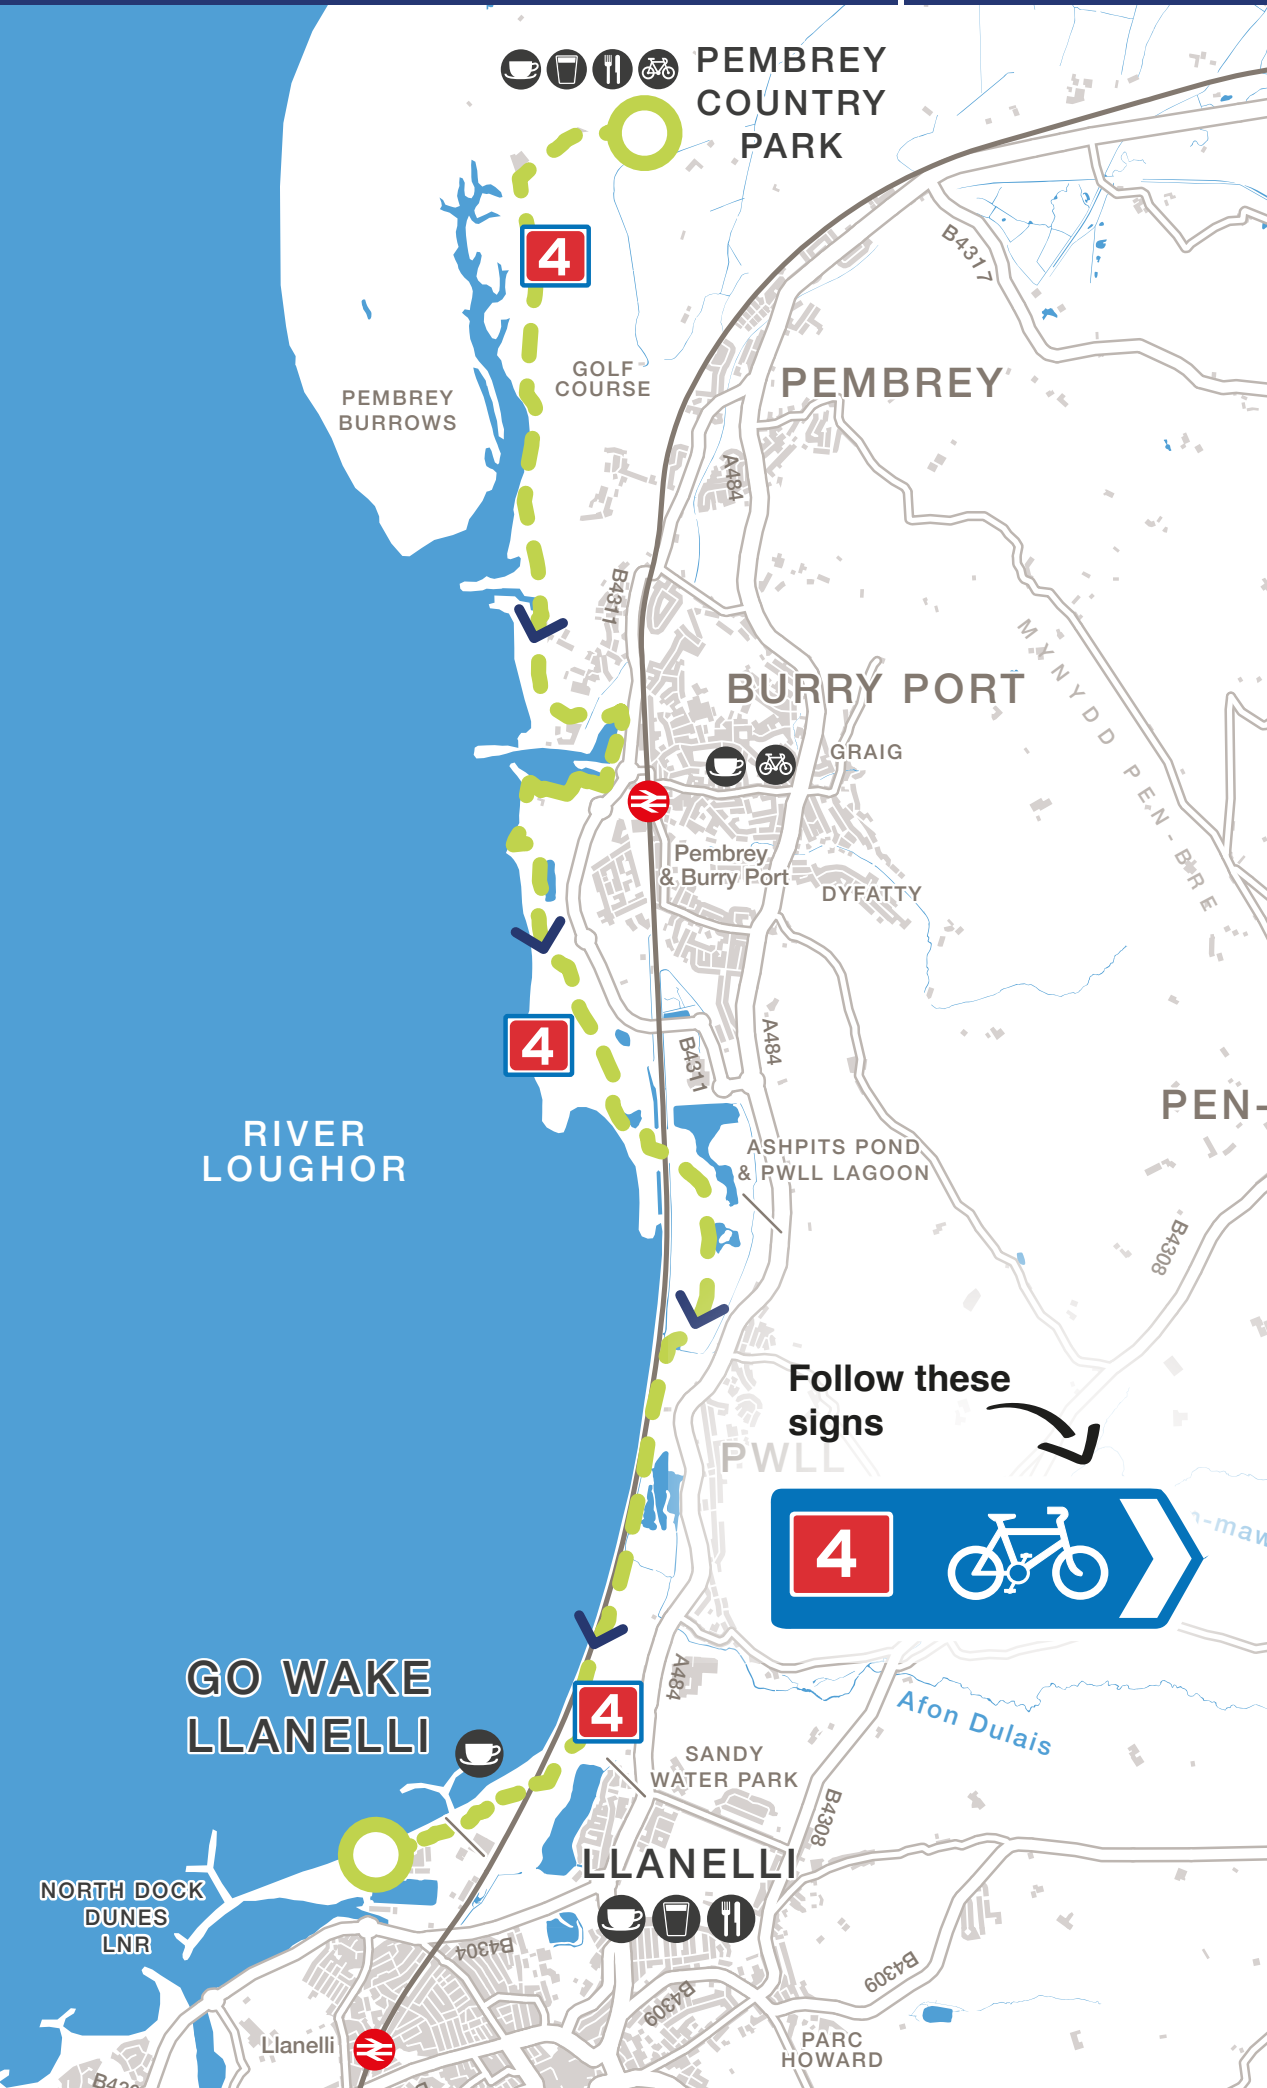 PEMBREY
COUNTRY
PARK
B4317
4
GOLF
COURSE
PEMBREY
BURROWS
PEMBREY
A484
B4311
MYNYDD PEN-BRE
BURRY PORT
GRAIG
Pembrey
& Burry Port
DYFATTY
4
A484
B4311
PEN-
RIVER
LOUGHOR
ASHPITS POND
& PWLL LAGOON
B4308
Follow these
signs
PWLL
4
n-maw
GO WAKE
LLANELLI
4
A484
Afon Dulais
SANDY
WATER PARK
B4308
LLANELLI
NORTH DOCK
DUNES
LNR
B4304
B4309
B4309
Llanelli
PARC
HOWARD